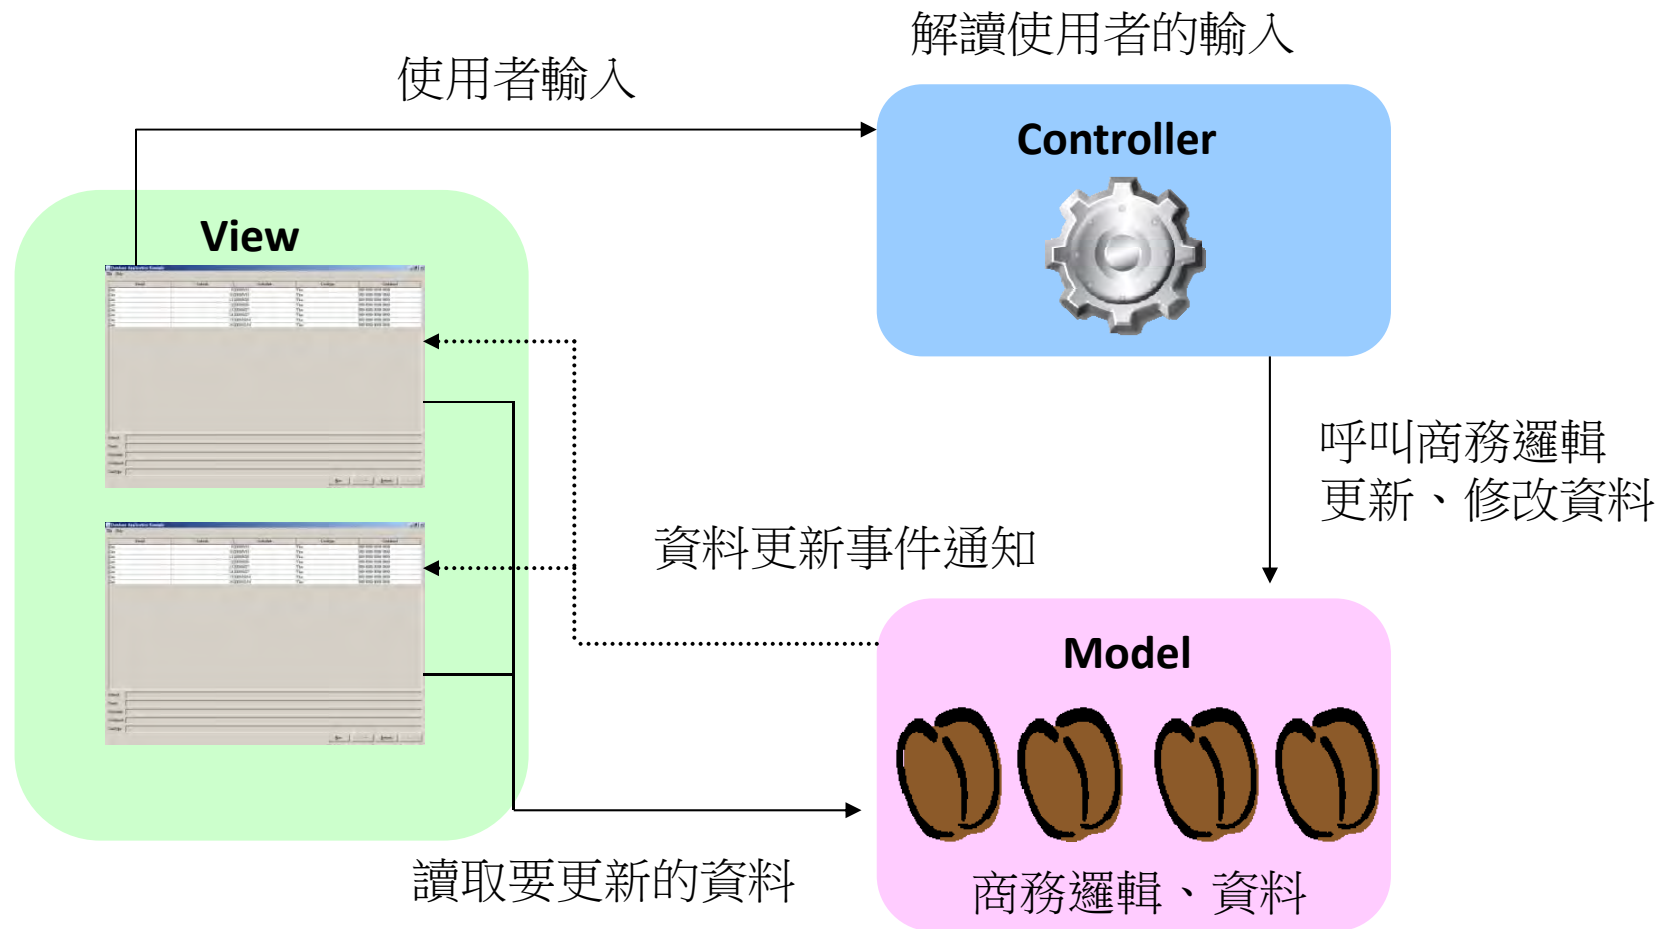 解讀使用者的輸入
使用者輸入
Controller
View
呼叫商務邏輯
更新、修改資料
資料更新事件通知
Model
讀取要更新的資料
商務邏輯、資料